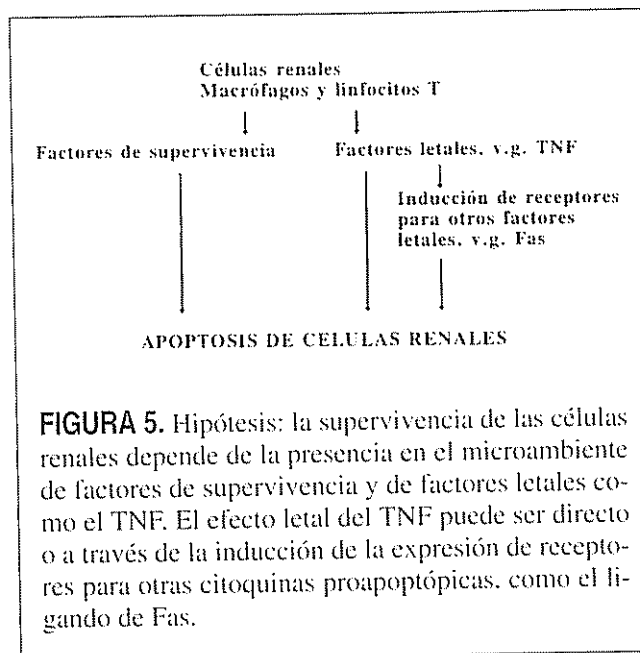 Células renales
Macrófagos y linfocitos T
Factores de supervivencia
Factores letales. v.g. TNF
Inducción de receptores
para otros factores
letales. v.g. Fas
APOPTOSIS DE CELULAS RENALES
FIGURA 5. Hipótesis: la supervivencia de las células
renales depende de la presencia en el microambiente
de factores de supervivencia y de factores letales co-
mo el TNF. El efecto letal del TNF puede ser directo
o a través de la inducción de la expresión de recepto-
res para otras citoquinas proapoptópicas. como el li-
gando de Fas.